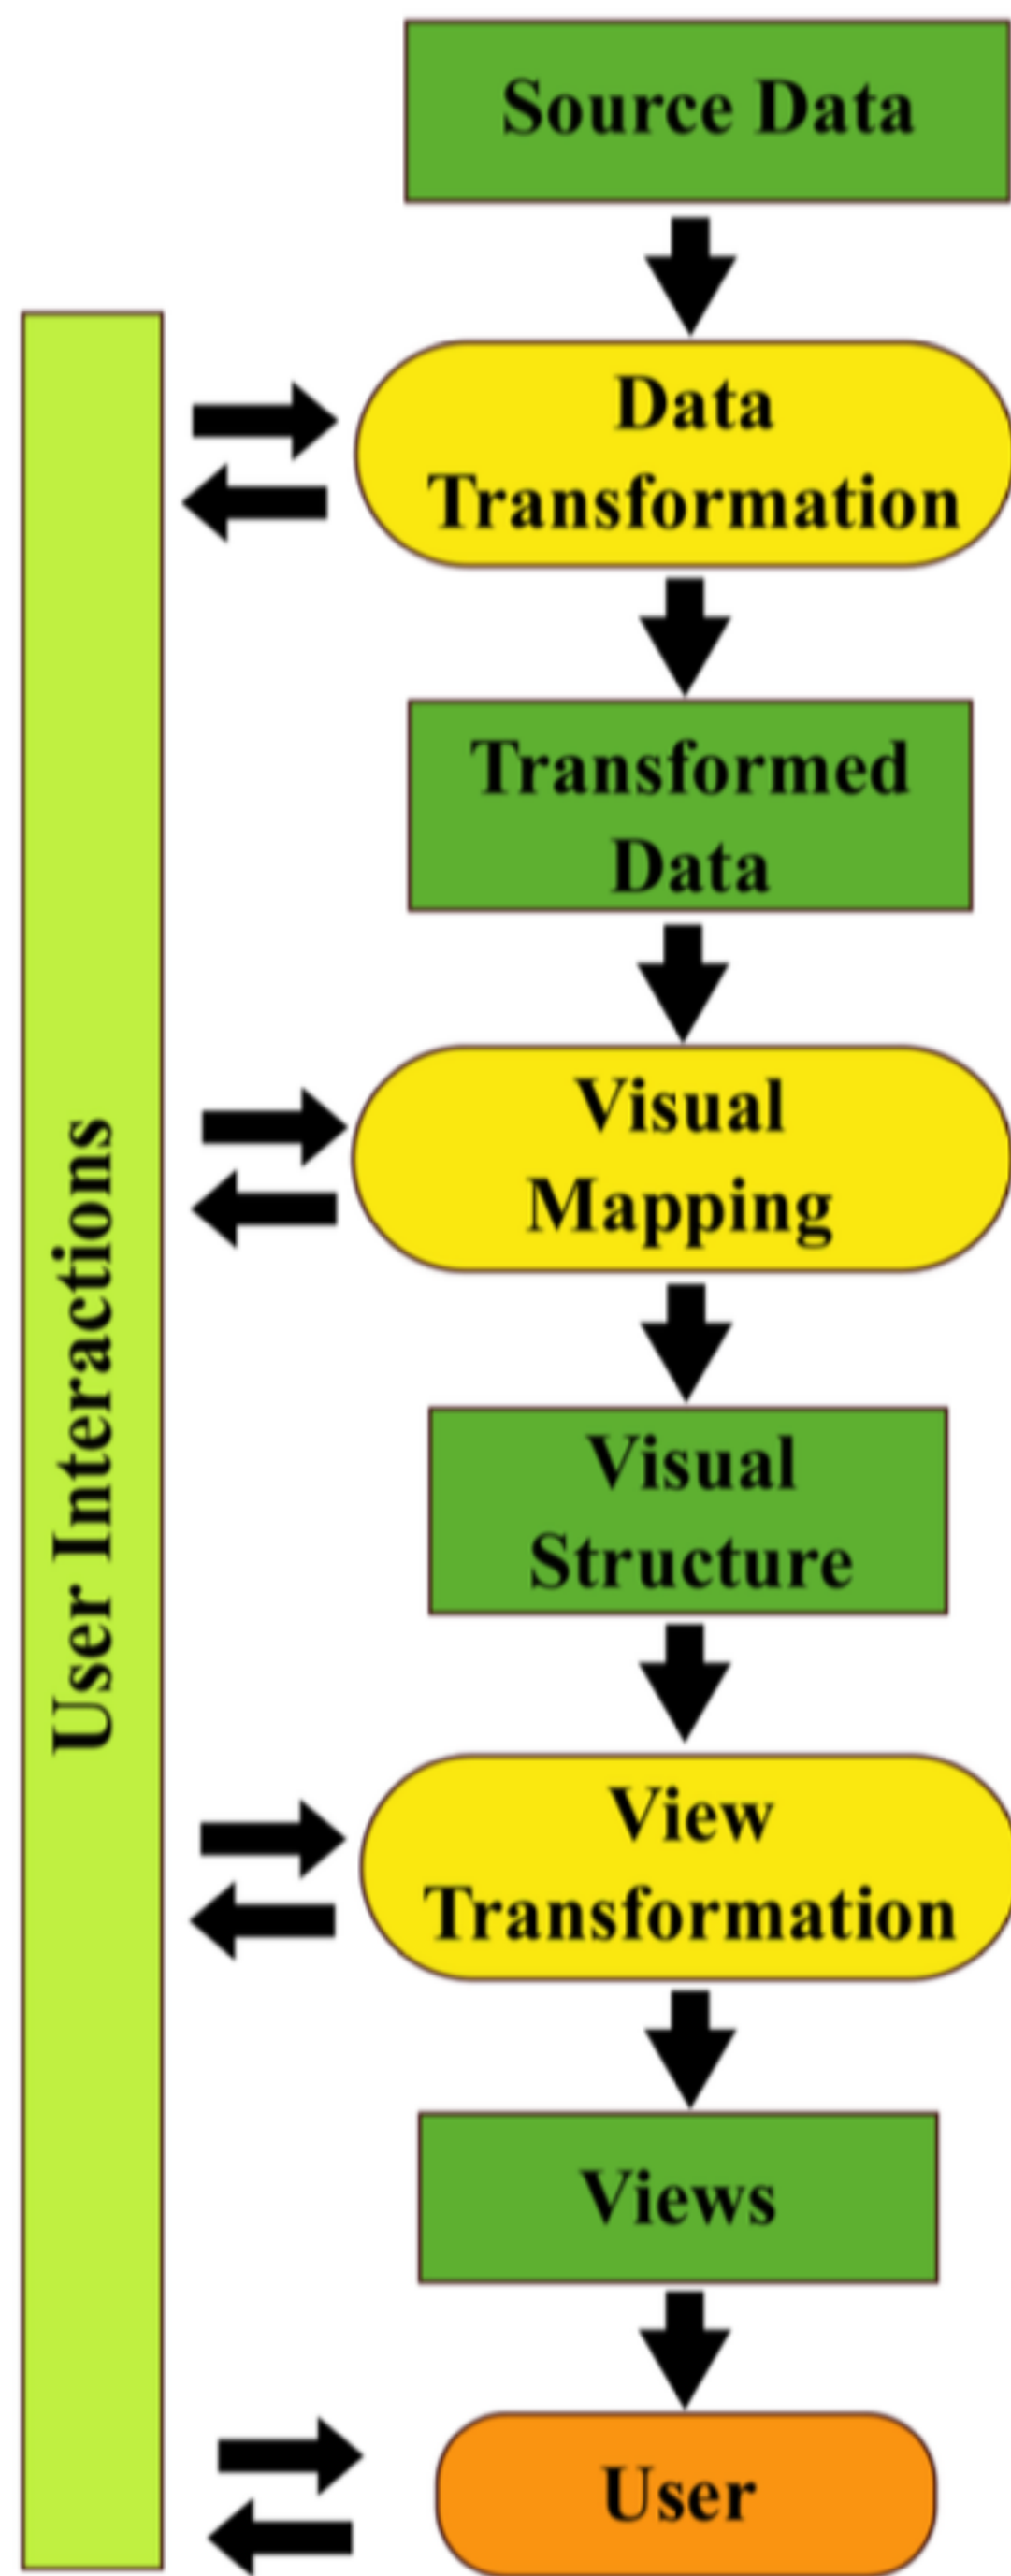 Source Data
Data
Transformation
Transformed
Data
Visual
Mapping
Visual
Structure
View
Transformation
Views
User
User Interactions